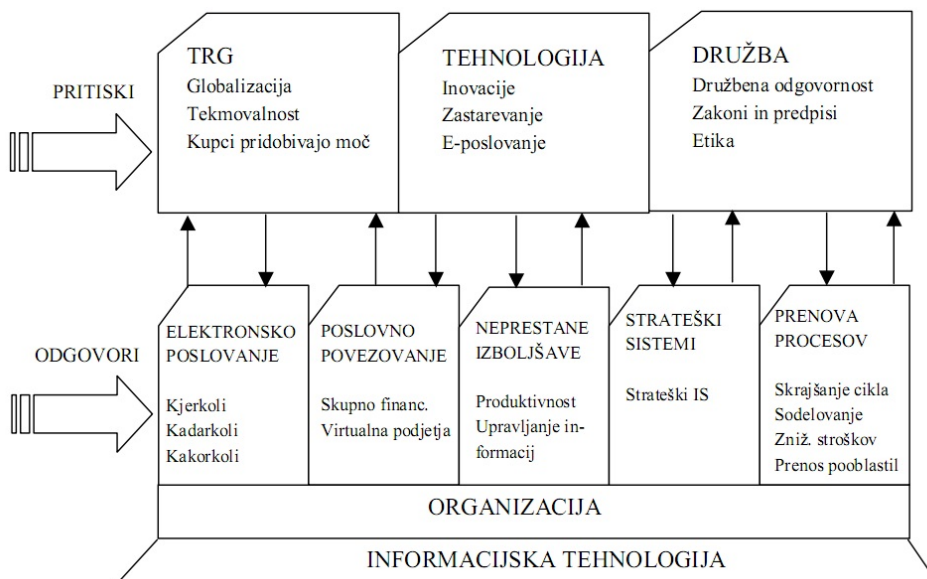 PRITISKI
TRG
Globalizacija
Tekmovalnost
Kupci pridobivajo moč
TEHNOLOGIJA
Inovacije
Zastarevanje
E-poslovanje
DRUŽBA
Družbena odgovornost
Zakoni in predpisi
Etika
ODGOVORI
ELEKTRONSKO
POSLOVANJE
Kjerkoli
Kadarkoli
Kakorkoli
POSLOVNO
POVEZOVANJE
Skupno financ.
Virtualna podjetja
NEPRESTANE
IZBOLJŠAVE
Produktivnost
Upravljanje in-
formacij
STRATEŠKI
SISTEMI
Strateški IS
PRENOVA
PROCESOV
Skrajšanje cikla
Sodelovanje
Zniž. stroškov
Prenos pooblastil
ORGANIZACIJA
INFORMACIJSKA TEHNOLOGIJA